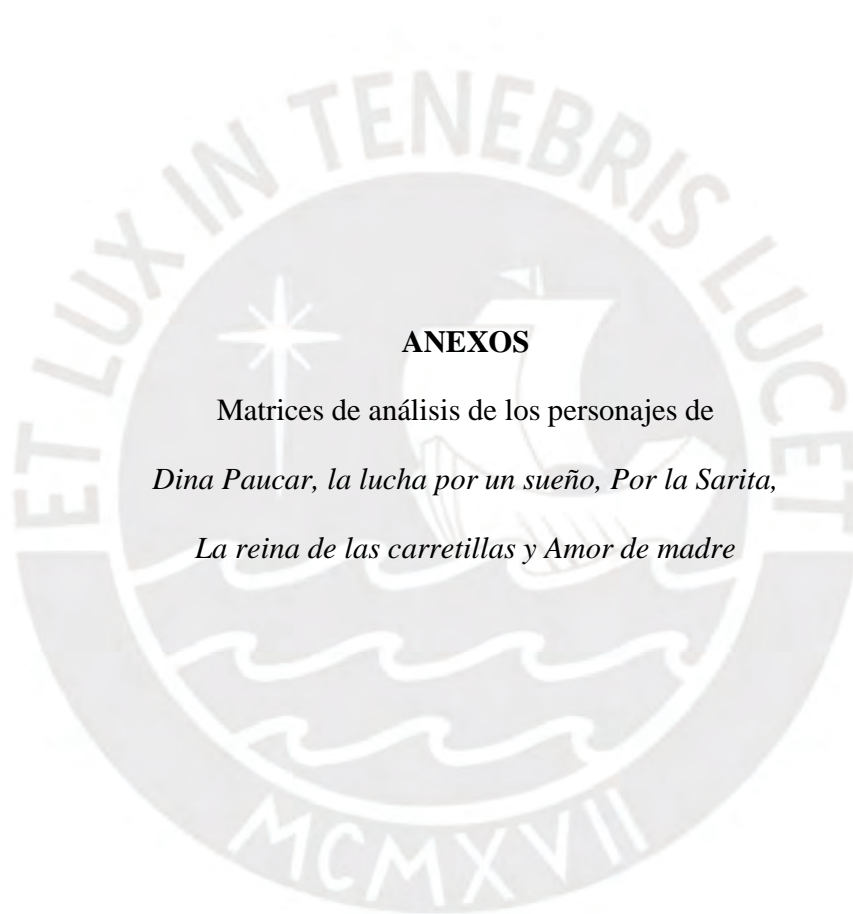 ET LUX IN TENEBRIS LUCET
ANEXOS
Matrices de análisis de los personajes de
Dina Paucar, la lucha por un sueño, Por la Sarita,
La reina de las carretillas y Amor de madre
MCMXVII